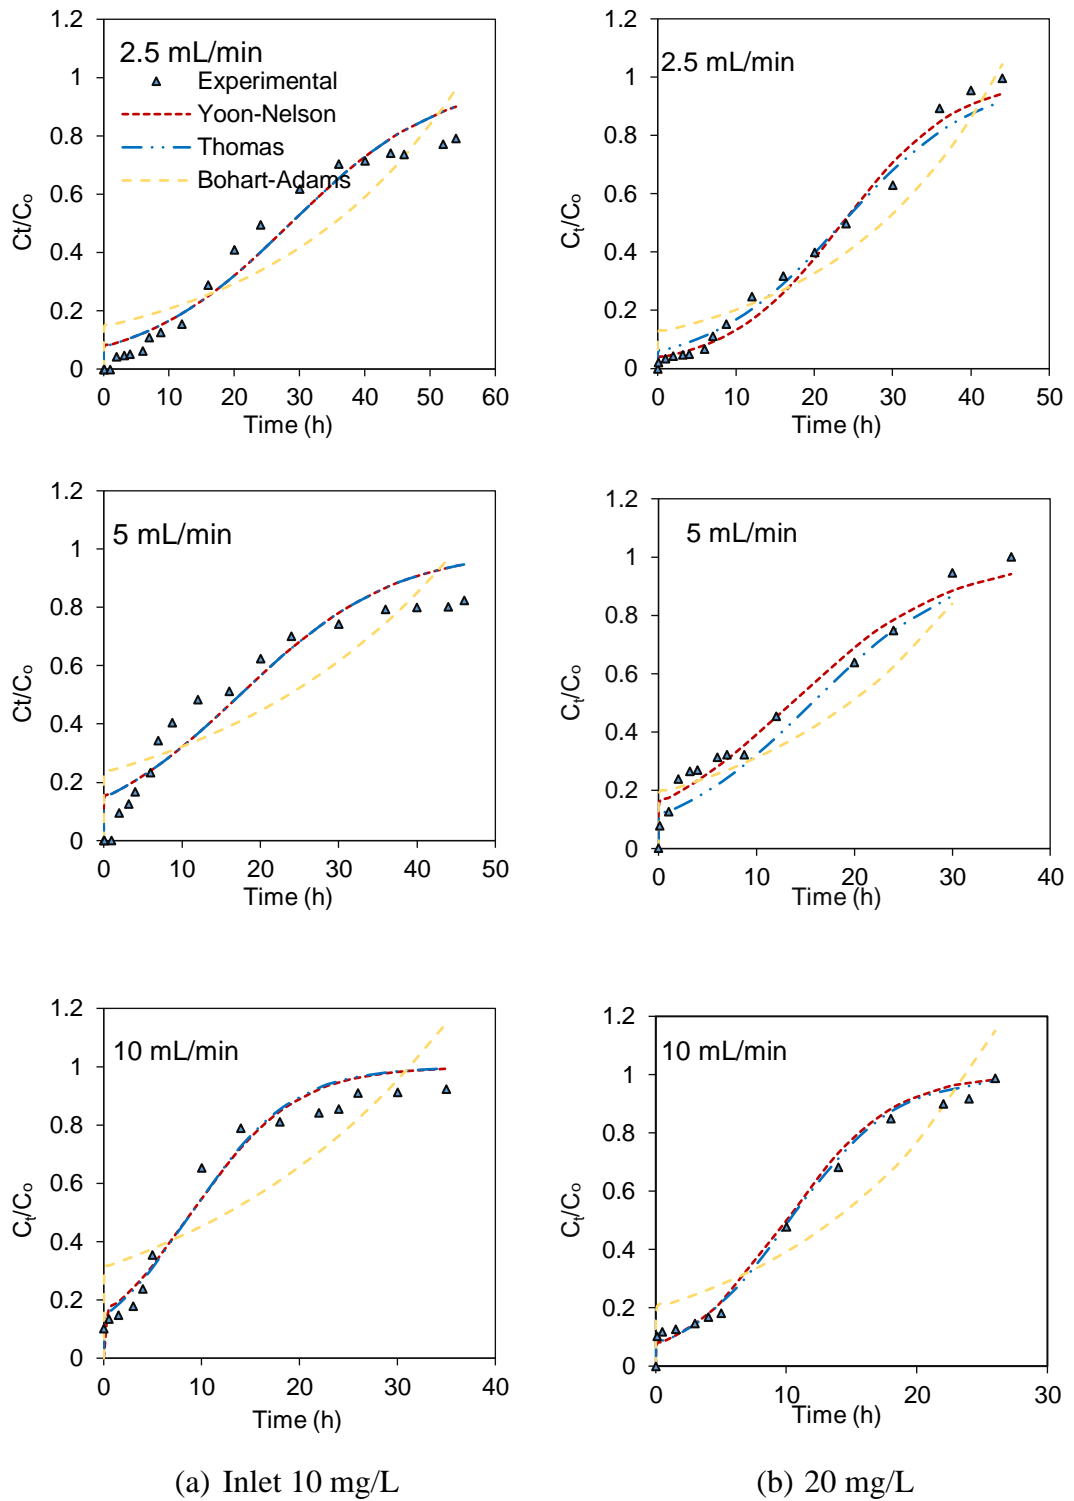 1.2
1
0.8
0.6
0.4
0.2
0
Ct/C₀
2.5 mL/min
Experimental
Yoon-Nelson
Thomas
Bohart-Adams
0 10 20 30 40 50 60
Time (h)
1.2
1
0.8
0.6
0.4
0.2
0
Cₜ/C₀
2.5 mL/min
0 10 20 30 40 50
Time (h)
1.2
1
0.8
0.6
0.4
0.2
0
Ct/C₀
5 mL/min
0 10 20 30 40 50
Time (h)
1.2
1
0.8
0.6
0.4
0.2
0
Cₜ/C₀
5 mL/min
0 10 20 30 40
Time (h)
1.2
1
0.8
0.6
0.4
0.2
0
Cₜ/C₀
10 mL/min
0 10 20 30 40
Time (h)
1.2
1
0.8
0.6
0.4
0.2
0
Cₜ/C₀
10 mL/min
0 10 20 30
Time (h)
(a) Inlet 10 mg/L
(b) 20 mg/L